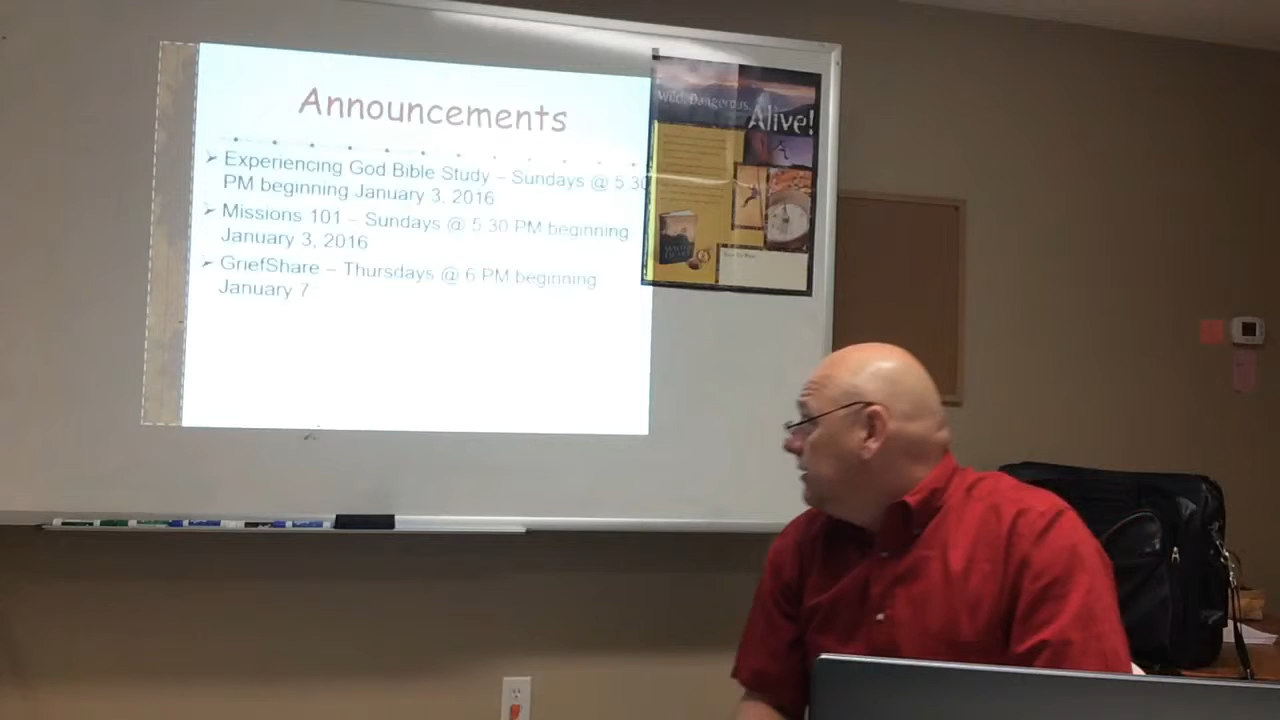 Announcements
➢ Experiencing God Bible Study – Sundays @ 5:30
PM beginning January 3, 2016
➢ Missions 101 – Sundays @ 5:30 PM beginning
January 3, 2016
➢ GriefShare – Thursdays @ 6 PM beginning
January 7
Wild. Dangerous.
Alive!